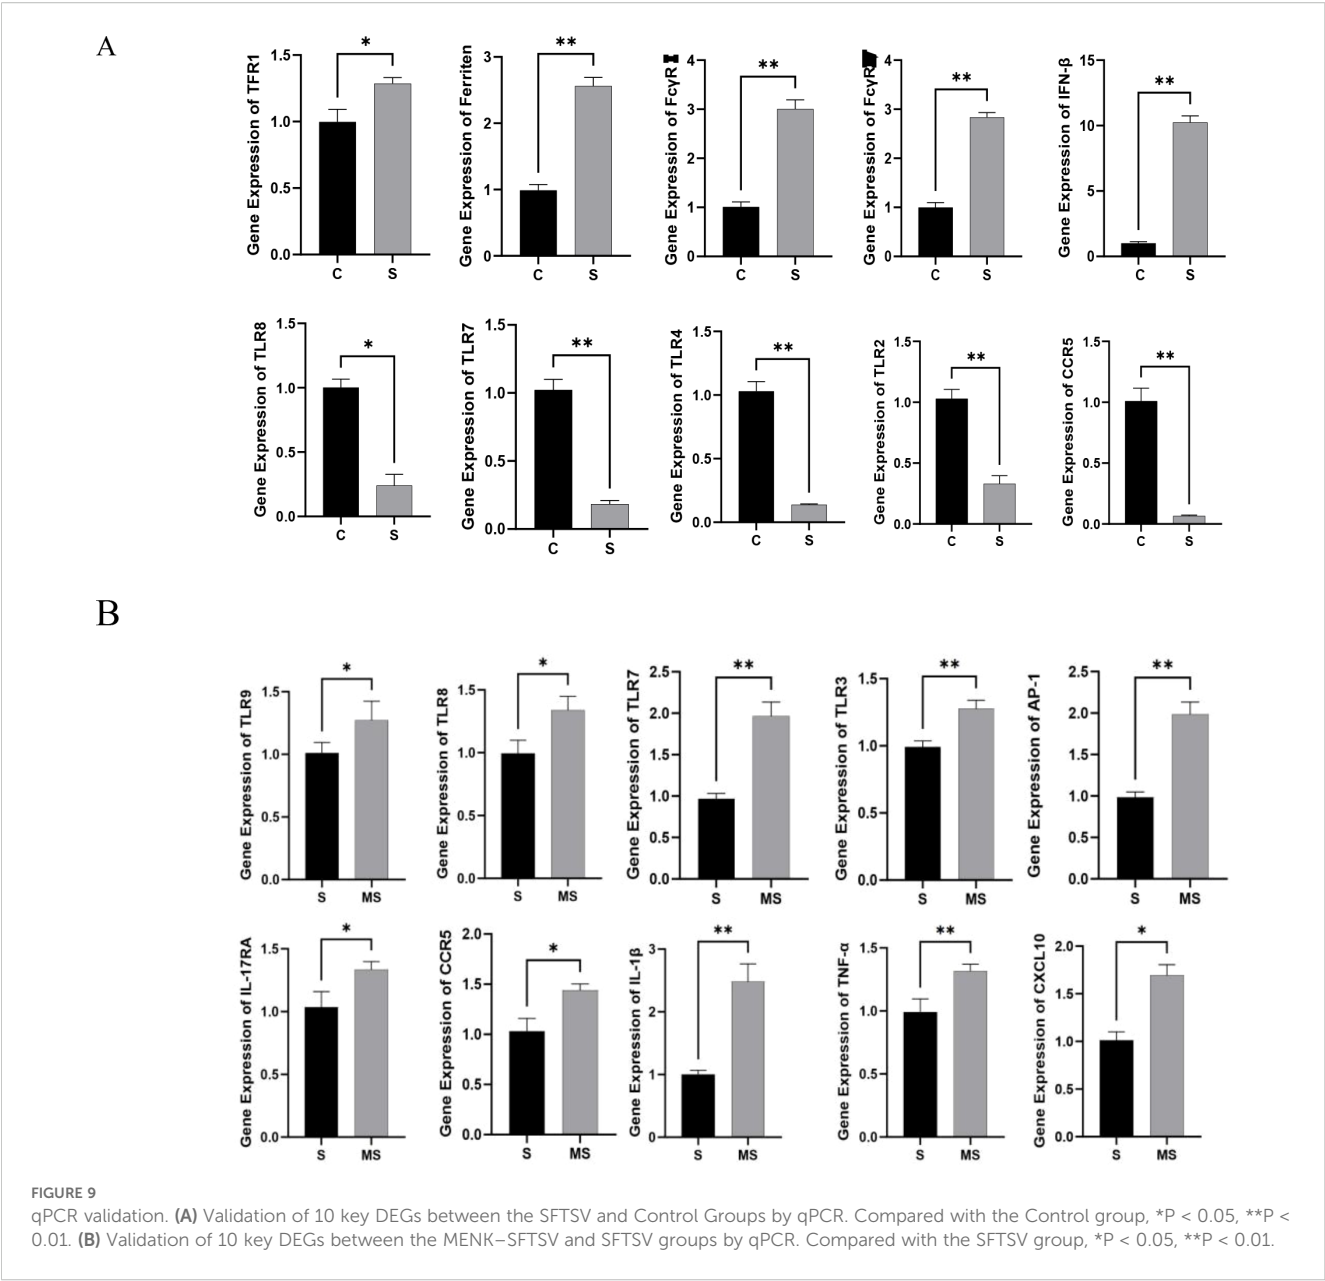 A
Gene Expression of TFR1
1.5
1.0
0.5
0.0
*
C S
Gene Expression of Ferriten
3
2
1
0
**
C S
Gene Expression of FcγR
4
3
2
1
0
**
C S
Gene Expression of FcγR
4
3
2
1
0
**
C S
Gene Expression of IFN-β
15
10
5
0
**
C S
Gene Expression of TLR8
1.5
1.0
0.5
0.0
*
C S
Gene Expression of TLR7
1.5
1.0
0.5
0.0
**
C S
Gene Expression of TLR4
1.5
1.0
0.5
0.0
**
C S
Gene Expression of TLR2
1.5
1.0
0.5
0.0
**
C S
Gene Expression of CCR5
1.5
1.0
0.5
0.0
**
C S
B
Gene Expression of TLR9
1.5
1.0
0.5
0.0
*
S MS
Gene Expression of TLR8
1.5
1.0
0.5
0.0
*
S MS
Gene Expression of TLR7
2.5
2.0
1.5
1.0
0.5
0.0
**
S MS
Gene Expression of TLR3
1.5
1.0
0.5
0.0
**
S MS
Gene Expression of AP-1
2.5
2.0
1.5
1.0
0.5
0.0
**
S MS
Gene Expression of IL-17RA
1.5
1.0
0.5
0.0
*
S MS
Gene Expression of CCR5
2.0
1.5
1.0
0.5
0.0
*
S MS
Gene Expression of IL-1β
3
2
1
0
**
S MS
Gene Expression of TNF-α
1.5
1.0
0.5
0.0
**
S MS
Gene Expression of CXCL10
2.0
1.5
1.0
0.5
0.0
*
S MS
FIGURE 9
qPCR validation. (A) Validation of 10 key DEGs between the SFTSV and Control Groups by qPCR. Compared with the Control group, *P < 0.05, **P <
0.01. (B) Validation of 10 key DEGs between the MENK–SFTSV and SFTSV groups by qPCR. Compared with the SFTSV group, *P < 0.05, **P < 0.01.